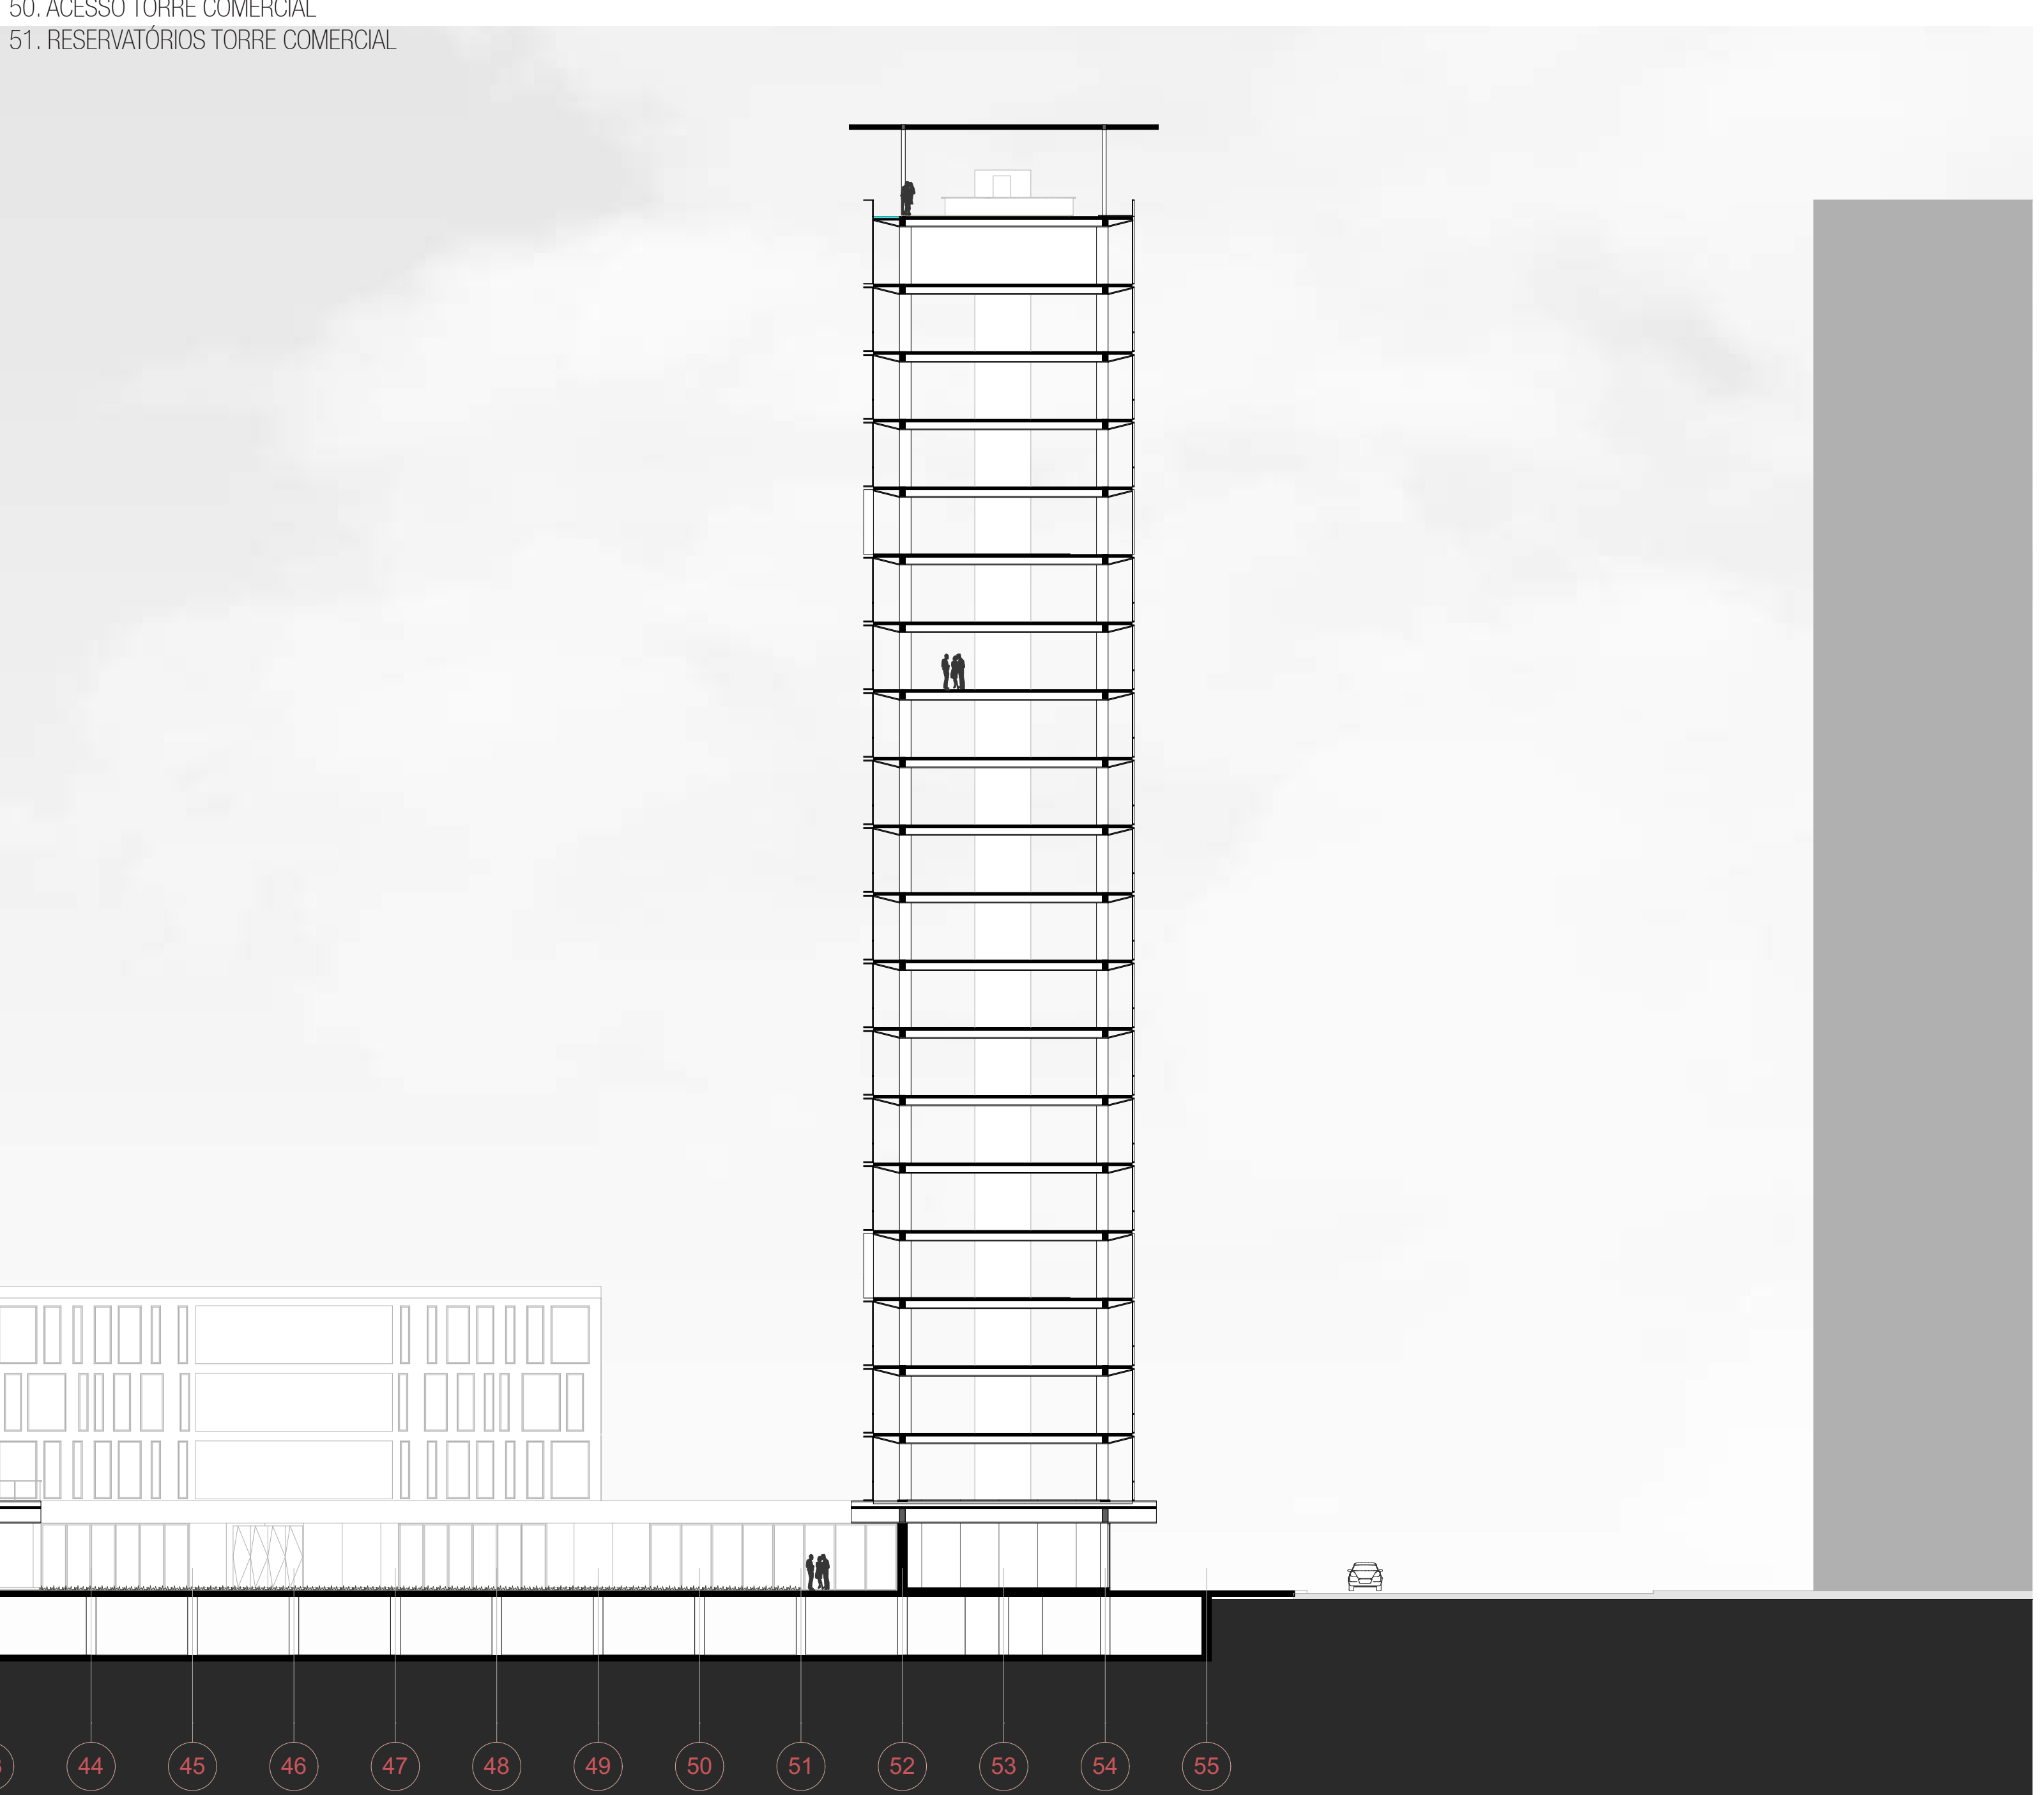 50. ACESSO TORRE COMERCIAL
51. RESERVATÓRIOS TORRE COMERCIAL
44 45 46 47 48 49 50 51 52 53 54 55